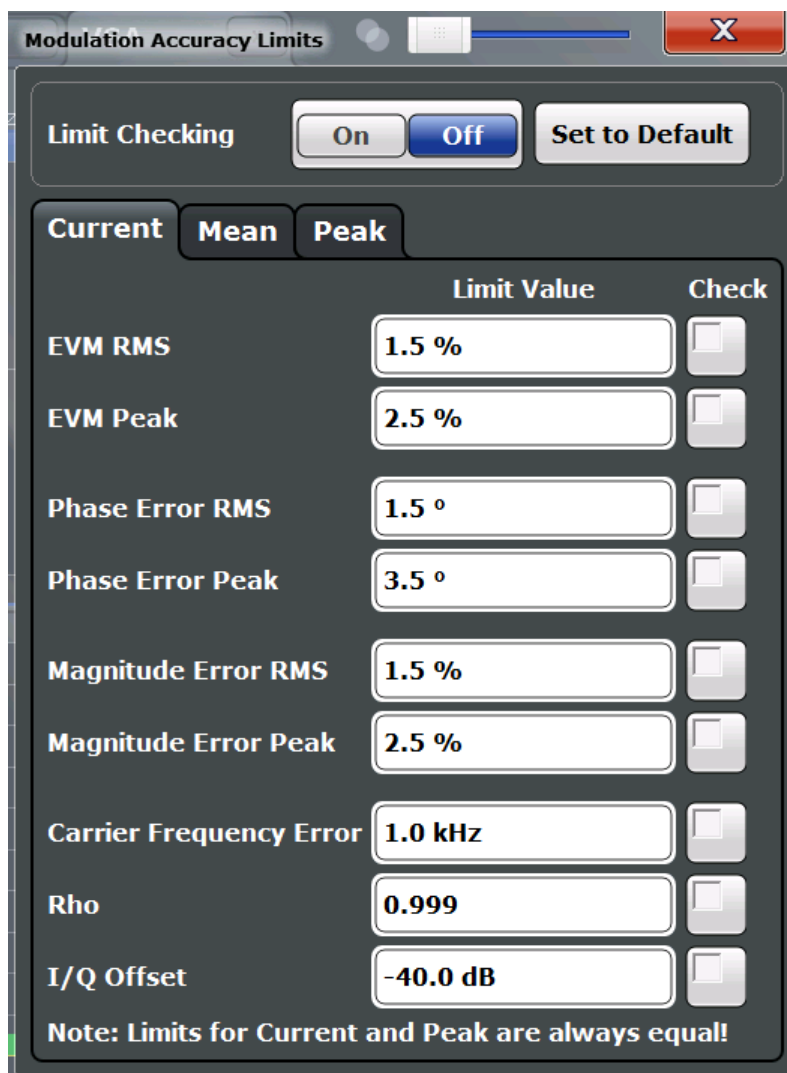 Modulation Accuracy Limits
X
Limit Checking On Off Set to Default
Current Mean Peak
Limit Value Check
EVM RMS 1.5 %
EVM Peak 2.5 %
Phase Error RMS 1.5 º
Phase Error Peak 3.5 º
Magnitude Error RMS 1.5 %
Magnitude Error Peak 2.5 %
Carrier Frequency Error 1.0 kHz
Rho 0.999
I/Q Offset -40.0 dB
Note: Limits for Current and Peak are always equal!